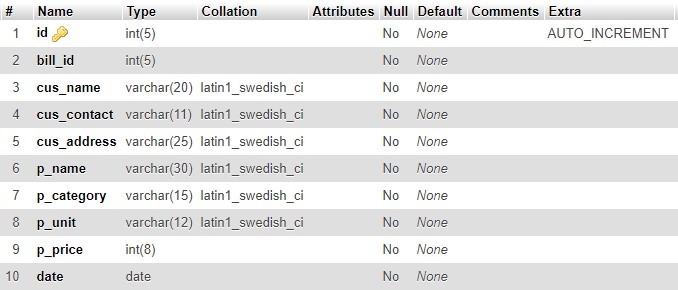 # Name Type Collation Attributes Null Default Comments Extra
1 id int(5) No None AUTO_INCREMENT
2 bill_id int(5) No None
3 cus_name varchar(20) latin1_swedish_ci No None
4 cus_contact varchar(11) latin1_swedish_ci No None
5 cus_address varchar(25) latin1_swedish_ci No None
6 p_name varchar(30) latin1_swedish_ci No None
7 p_category varchar(15) latin1_swedish_ci No None
8 p_unit varchar(12) latin1_swedish_ci No None
9 p_price int(8) No None
10 date date No None